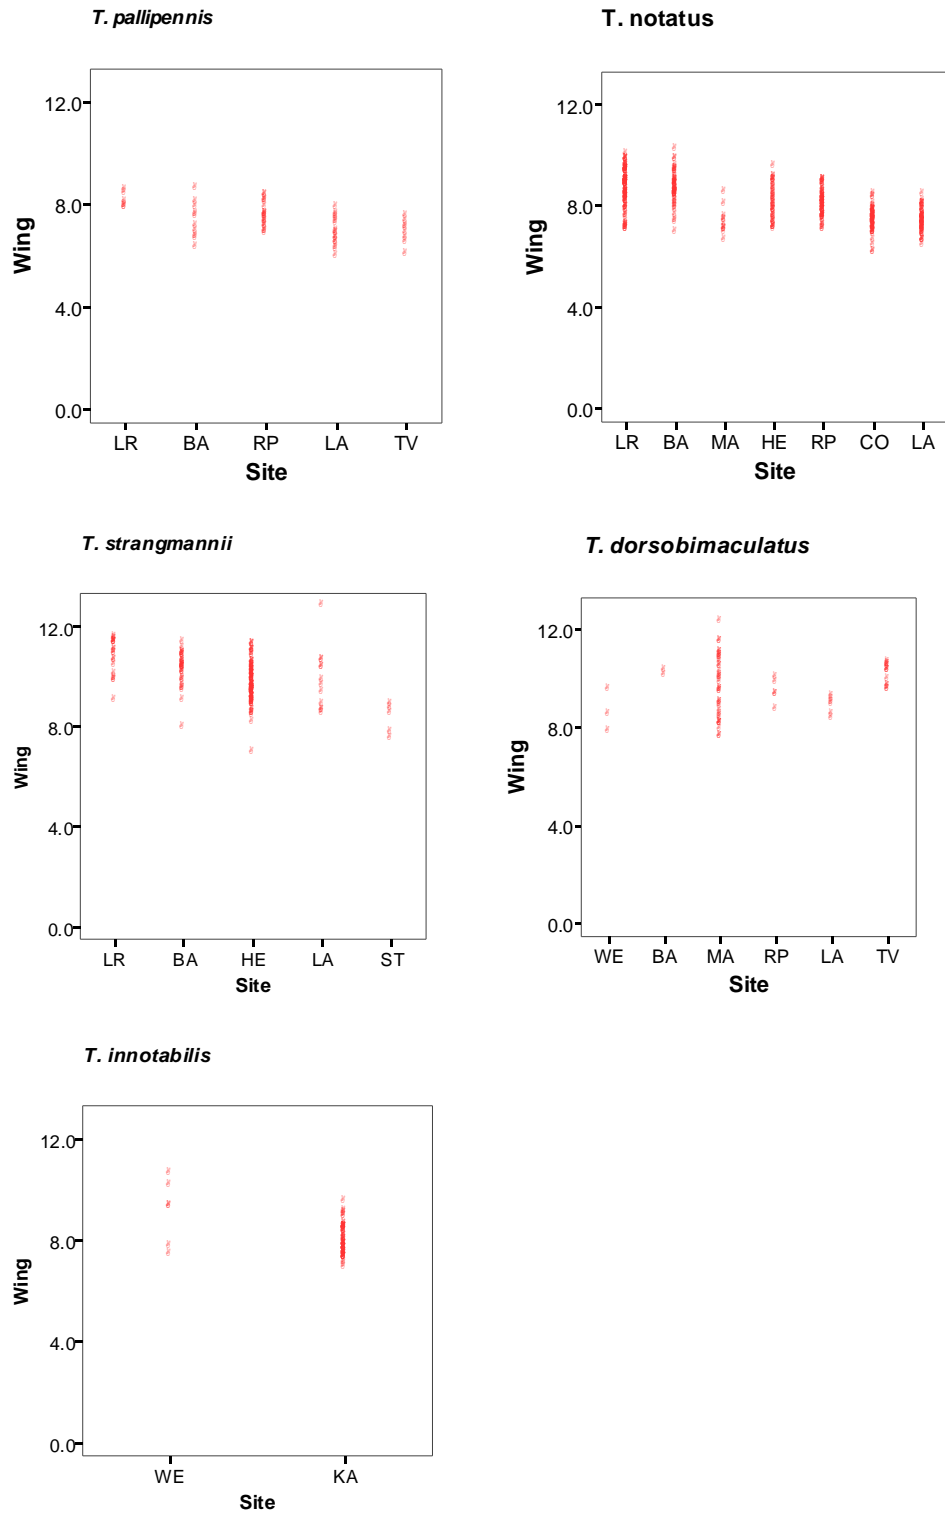 T. pallipennis
Wing
12.0
8.0
4.0
0.0
LR BA RP LA TV
Site
T. notatus
Wing
12.0
8.0
4.0
0.0
LR BA MA HE RP CO LA
Site
T. strangmannii
Wing
12.0
8.0
4.0
0.0
LR BA HE LA ST
Site
T. dorsobimaculatus
Wing
12.0
8.0
4.0
0.0
WE BA MA RP LA TV
Site
T. innotabilis
Wing
12.0
8.0
4.0
0.0
WE KA
Site